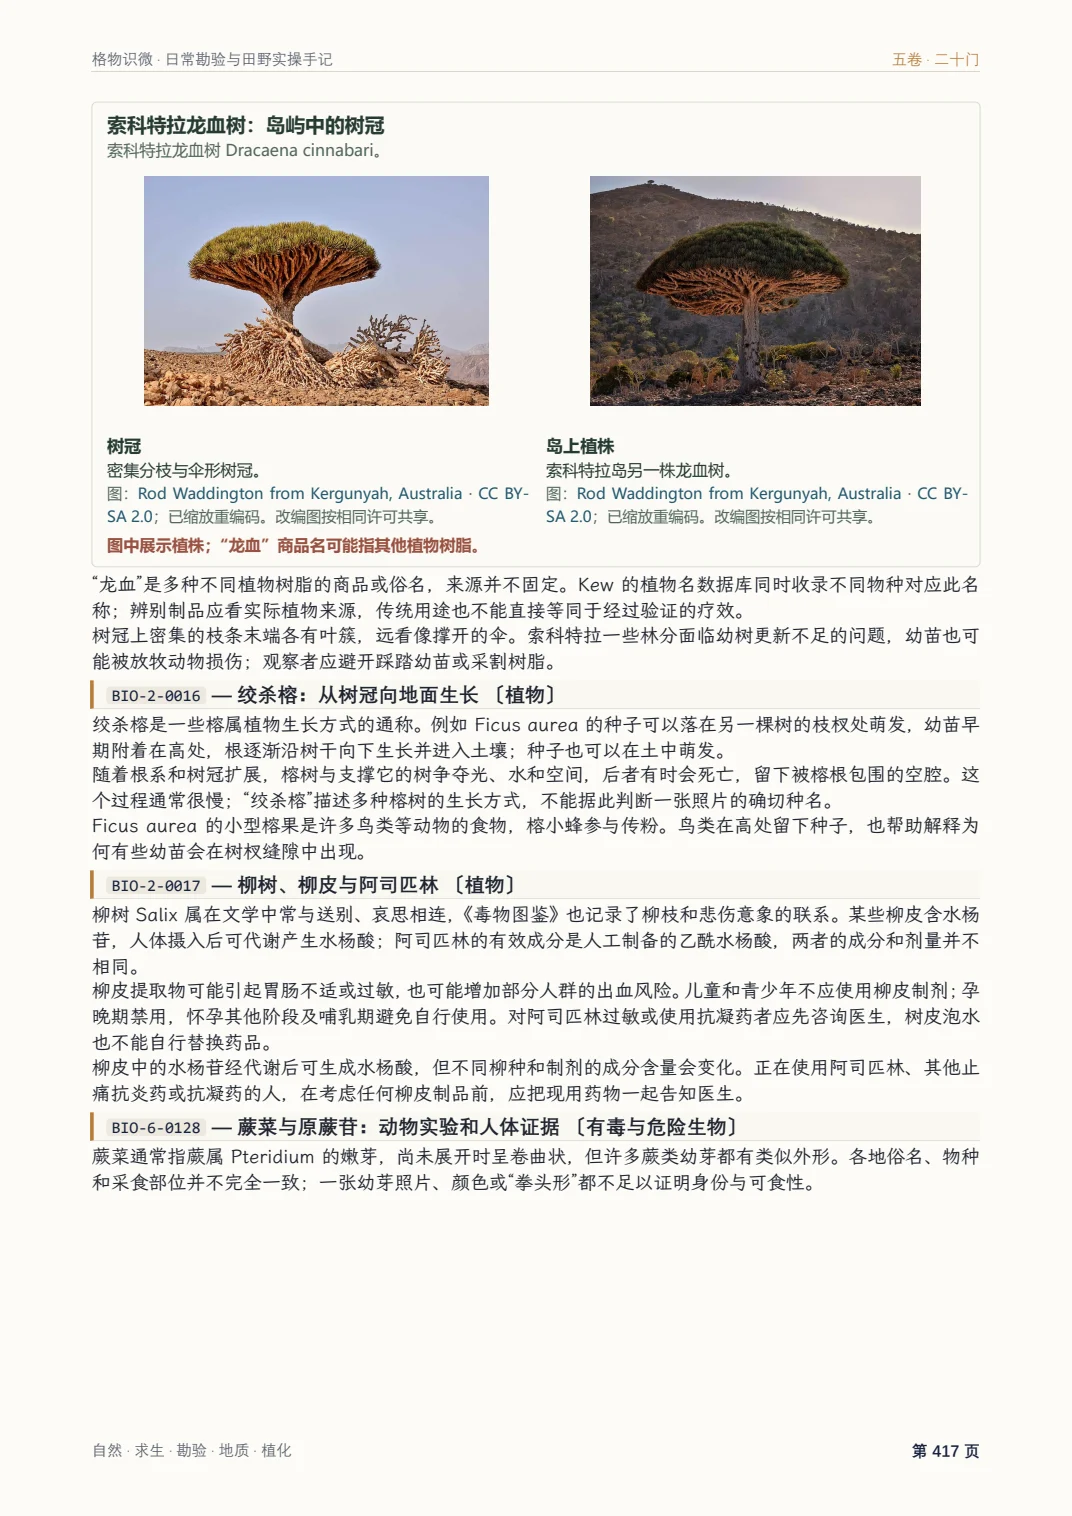 格物识微 · 日常勘验与田野实操手记
五卷 · 二十门
索科特拉龙血树：岛屿中的树冠
索科特拉龙血树 Dracaena cinnabari。
树冠
密集分枝与伞形树冠。
图：Rod Waddington from Kergunyah, Australia · CC BY-
SA 2.0；已缩放重编码。改编图按相同许可共享。
岛上植株
索科特拉岛另一株龙血树。
图：Rod Waddington from Kergunyah, Australia · CC BY-
SA 2.0；已缩放重编码。改编图按相同许可共享。
图中展示植株；“龙血”商品名可能指其他植物树脂。
“龙血”是多种不同植物树脂的商品或俗名，来源并不固定。Kew 的植物名数据库同时收录不同物种对应此名
称；辨别制品应看实际植物来源，传统用途也不能直接等同于经过验证的疗效。
树冠上密集的枝条末端各有叶簇，远看像撑开的伞。索科特拉一些林分面临幼树更新不足的问题，幼苗也可
能被放牧动物损伤；观察者应避开踩踏幼苗或采割树脂。
BIO-2-0016 — 绞杀榕：从树冠向地面生长 〔植物〕
绞杀榕是一些榕属植物生长方式的通称。例如 Ficus aurea 的种子可以落在另一棵树的枝杈处萌发，幼苗早
期附着在高处，根逐渐沿树干向下生长并进入土壤；种子也可以在土中萌发。
随着根系和树冠扩展，榕树与支撑它的树争夺光、水和空间，后者有时会死亡，留下被榕根包围的空腔。这
个过程通常很慢；“绞杀榕”描述多种榕树的生长方式，不能据此判断一张照片的确切种名。
Ficus aurea 的小型榕果是许多鸟类等动物的食物，榕小蜂参与传粉。鸟类在高处留下种子，也帮助解释为
何有些幼苗会在树杈缝隙中出现。
BIO-2-0017 — 柳树、柳皮与阿司匹林 〔植物〕
柳树 Salix 属在文学中常与送别、哀思相连，《毒物图鉴》也记录了柳枝和悲伤意象的联系。某些柳皮含水杨
苷，人体摄入后可代谢产生水杨酸；阿司匹林的有效成分是人工制备的乙酰水杨酸，两者的成分和剂量并不
相同。
柳皮提取物可能引起胃肠不适或过敏，也可能增加部分人群的出血风险。儿童和青少年不应使用柳皮制剂；孕
晚期禁用，怀孕其他阶段及哺乳期避免自行使用。对阿司匹林过敏或使用抗凝药者应先咨询医生，树皮泡水
也不能自行替换药品。
柳皮中的水杨苷经代谢后可生成水杨酸，但不同柳种和制剂的成分含量会变化。正在使用阿司匹林、其他止
痛抗炎药或抗凝药的人，在考虑任何柳皮制品前，应把现用药物一起告知医生。
BIO-6-0128 — 蕨菜与原蕨苷：动物实验和人体证据 〔有毒与危险生物〕
蕨菜通常指蕨属 Pteridium 的嫩芽，尚未展开时呈卷曲状，但许多蕨类幼芽都有类似外形。各地俗名、物种
和采食部位并不完全一致；一张幼芽照片、颜色或“拳头形”都不足以证明身份与可食性。
自然 · 求生 · 勘验 · 地质 · 植化
第 417 页